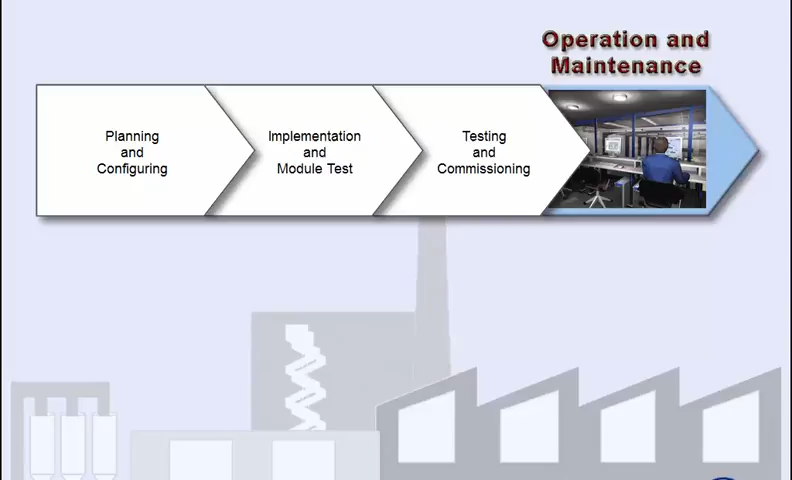 Operation and
Maintenance
Planning
and
Configuring
Implementation
and
Module Test
Testing
and
Commissioning